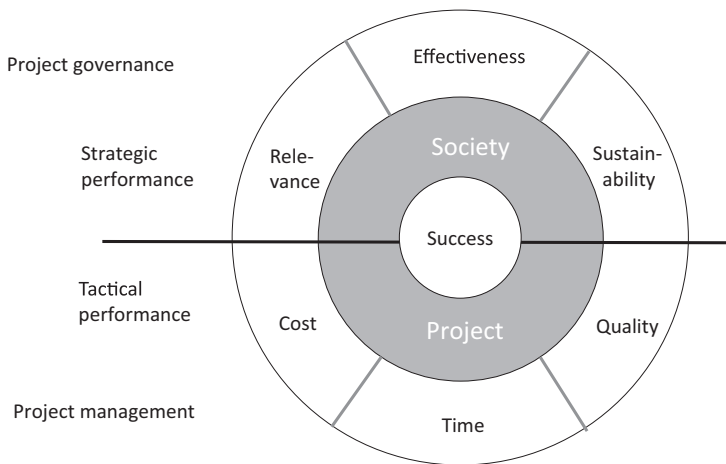 Project governance
Effectiveness
Strategic
performance
Rele-
vance
Society
Sustain-
ability
Success
Tactical
performance
Cost
Project
Quality
Project management
Time